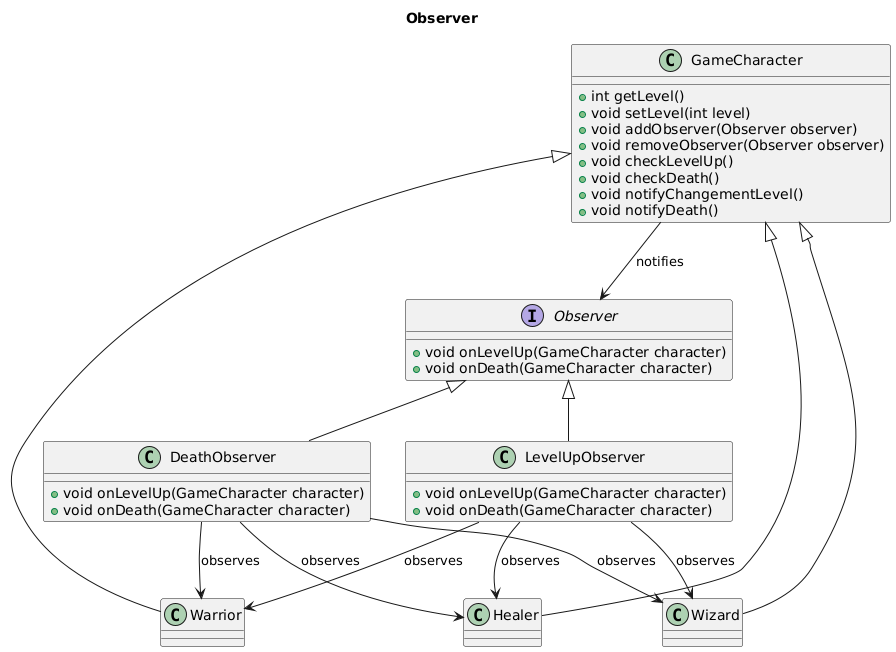 Observer
C GameCharacter
int getLevel()
void setLevel(int level)
void addObserver(Observer observer)
void removeObserver(Observer observer)
void checkLevelUp()
void checkDeath()
void notifyChangementLevel()
void notifyDeath()
notifies
I Observer
void onLevelUp(GameCharacter character)
void onDeath(GameCharacter character)
C DeathObserver
void onLevelUp(GameCharacter character)
void onDeath(GameCharacter character)
C LevelUpObserver
void onLevelUp(GameCharacter character)
void onDeath(GameCharacter character)
observes
observes
observes
observes
observes
C Warrior
C Healer
C Wizard